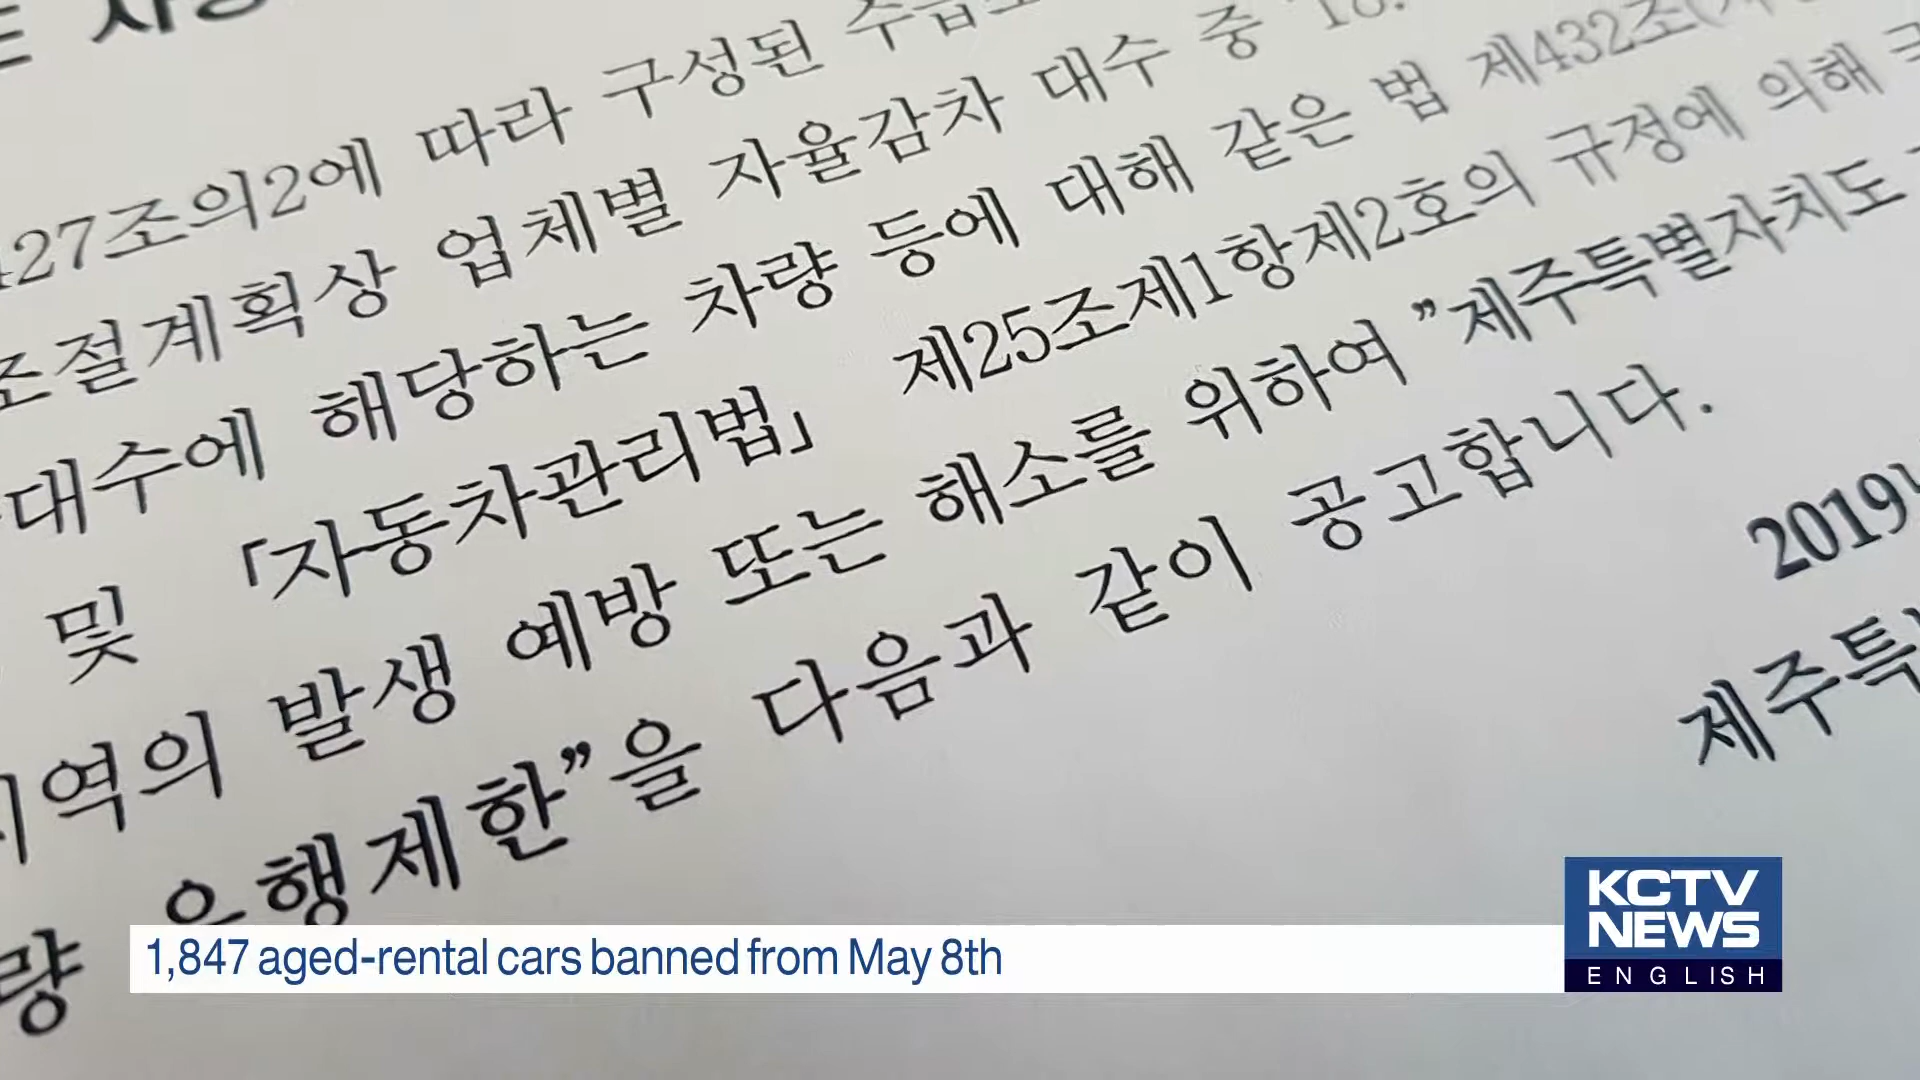 27조의2에 따라 구성된
조절계획상 업체별 자율감차 대수 중
대수에 해당하는 차량 등에 대해 같은 법 제432조
및 「자동차관리법」 제25조제1항제2호의 규정에 의해
지역의 발생 예방 또는 해소를 위하여 ”제주특별자치도
운행제한”을 다음과 같이 공고합니다.
2019
제주특
1,847 aged-rental cars banned from May 8th
KCTV
NEWS
ENGLISH